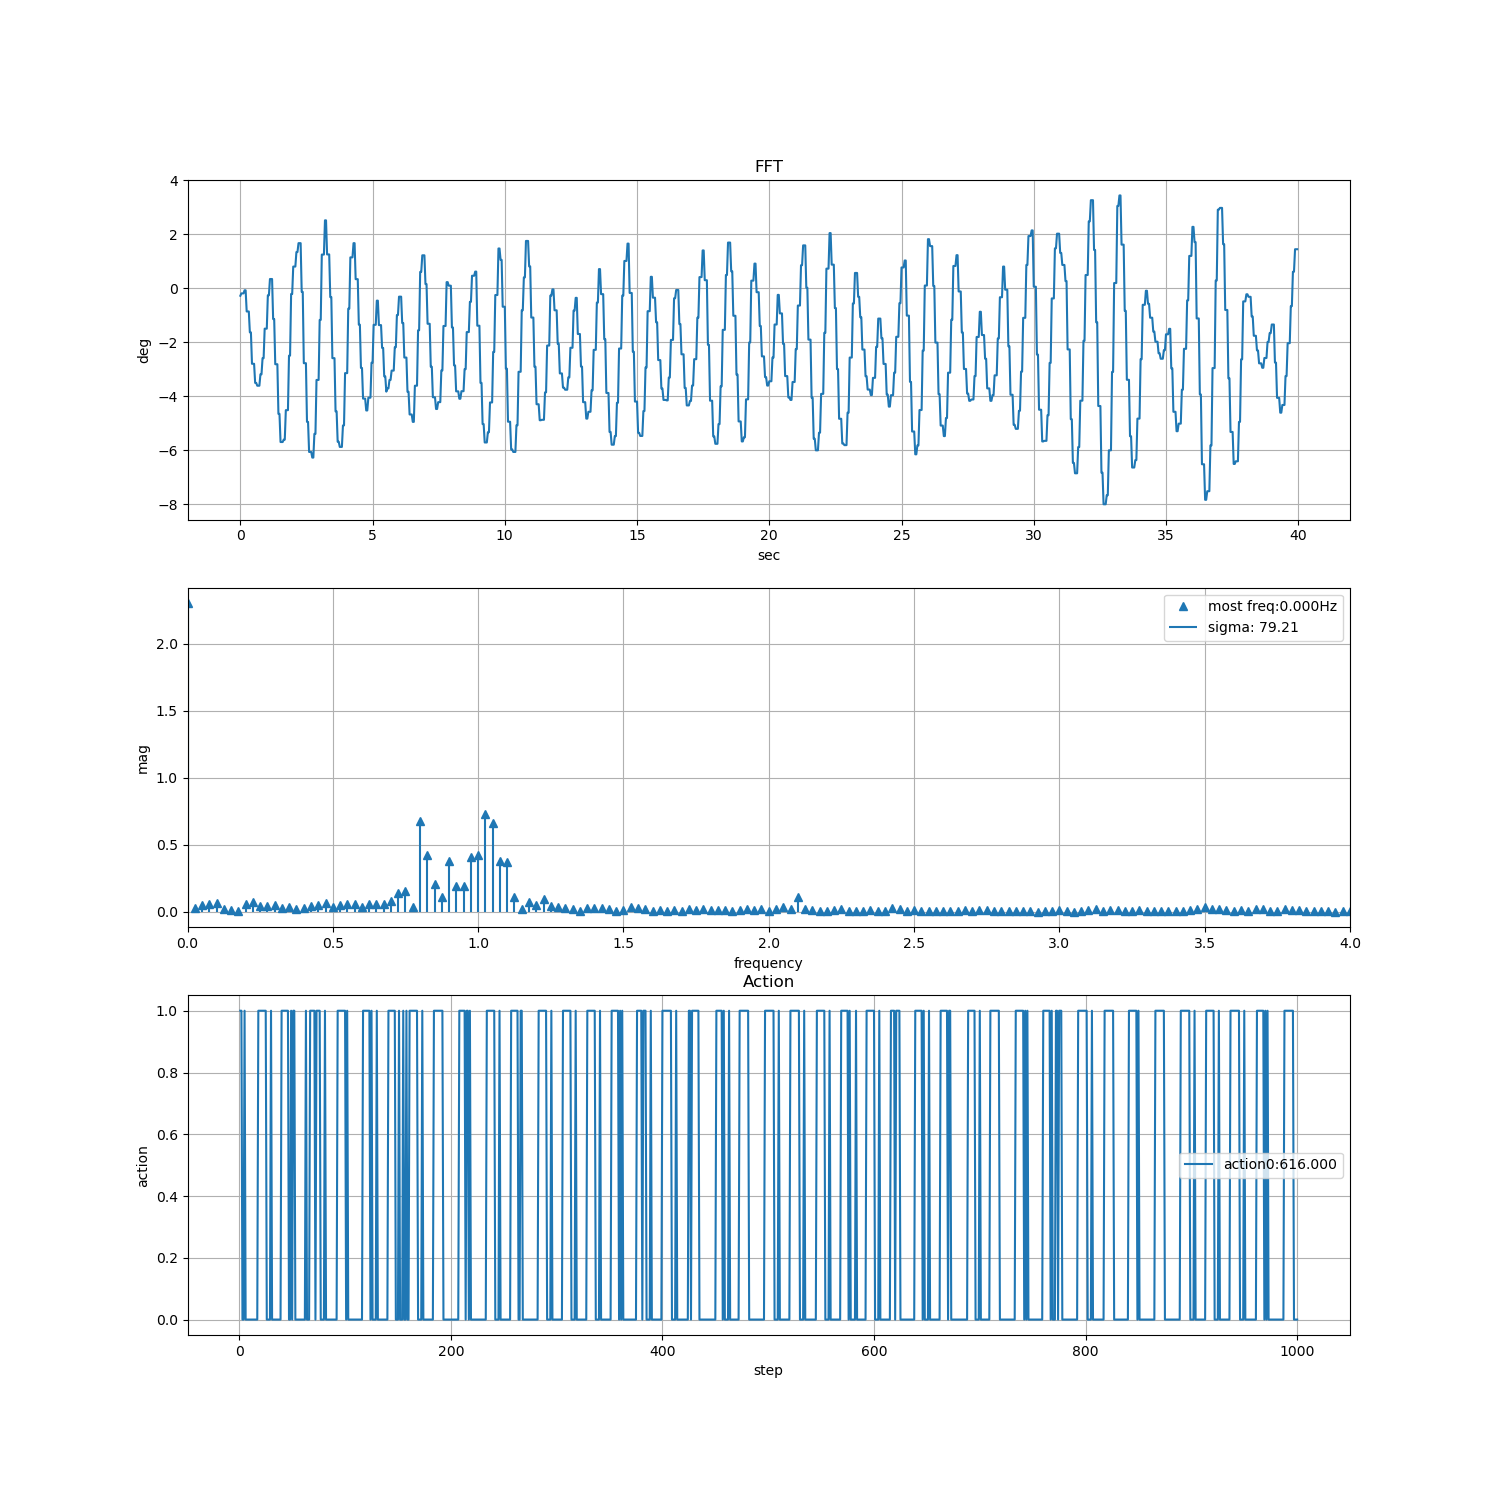 FFT
4
2
0
−2
−4
−6
−8
deg
0 5 10 15 20 25 30 35 40
sec
most freq:0.000Hz
sigma: 79.21
2.0
1.5
1.0
0.5
0.0
mag
0.0 0.5 1.0 1.5 2.0 2.5 3.0 3.5 4.0
frequency
Action
1.0
0.8
0.6
0.4
0.2
0.0
action
action0:616.000
0 200 400 600 800 1000
step